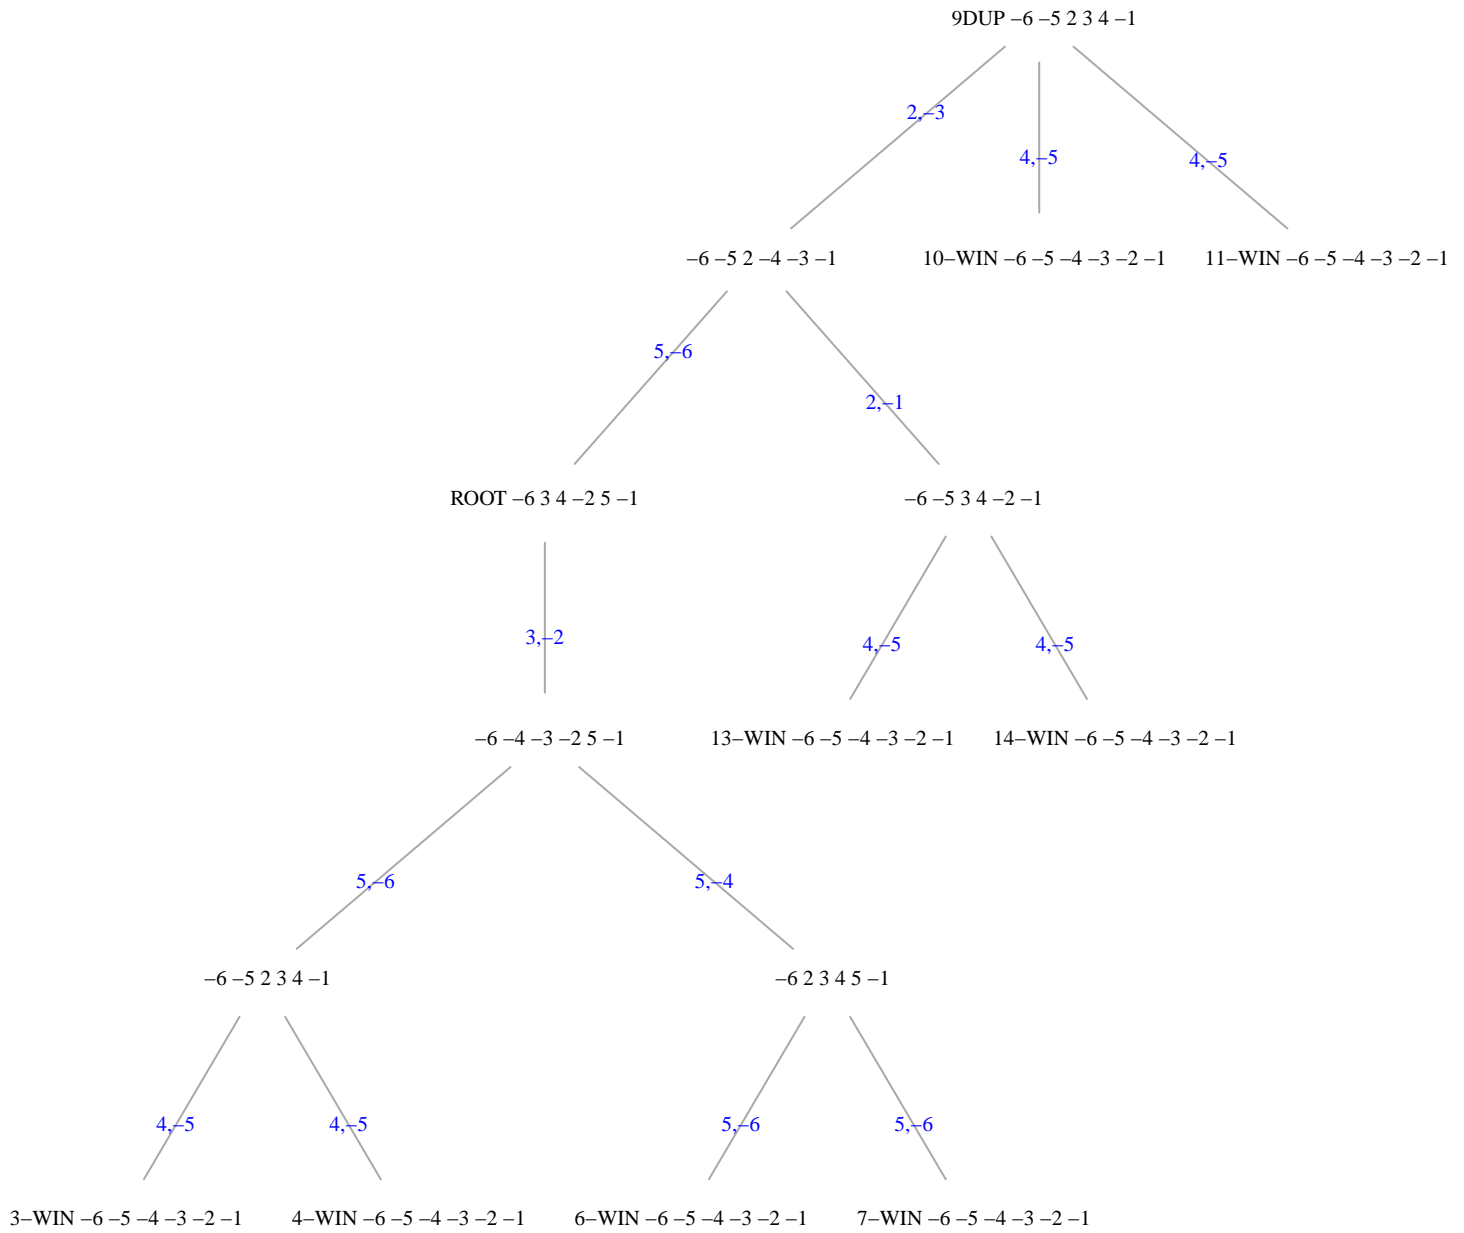 9DUP –6 –5 2 3 4 –1
2,–3
4,–5
4,–5
–6 –5 2 –4 –3 –1
10–WIN –6 –5 –4 –3 –2 –1
11–WIN –6 –5 –4 –3 –2 –1
5,–6
2,–1
ROOT –6 3 4 –2 5 –1
–6 –5 3 4 –2 –1
3,–2
4,–5
4,–5
–6 –4 –3 –2 5 –1
13–WIN –6 –5 –4 –3 –2 –1
14–WIN –6 –5 –4 –3 –2 –1
5,–6
5,–4
–6 –5 2 3 4 –1
–6 2 3 4 5 –1
4,–5
4,–5
5,–6
5,–6
3–WIN –6 –5 –4 –3 –2 –1
4–WIN –6 –5 –4 –3 –2 –1
6–WIN –6 –5 –4 –3 –2 –1
7–WIN –6 –5 –4 –3 –2 –1